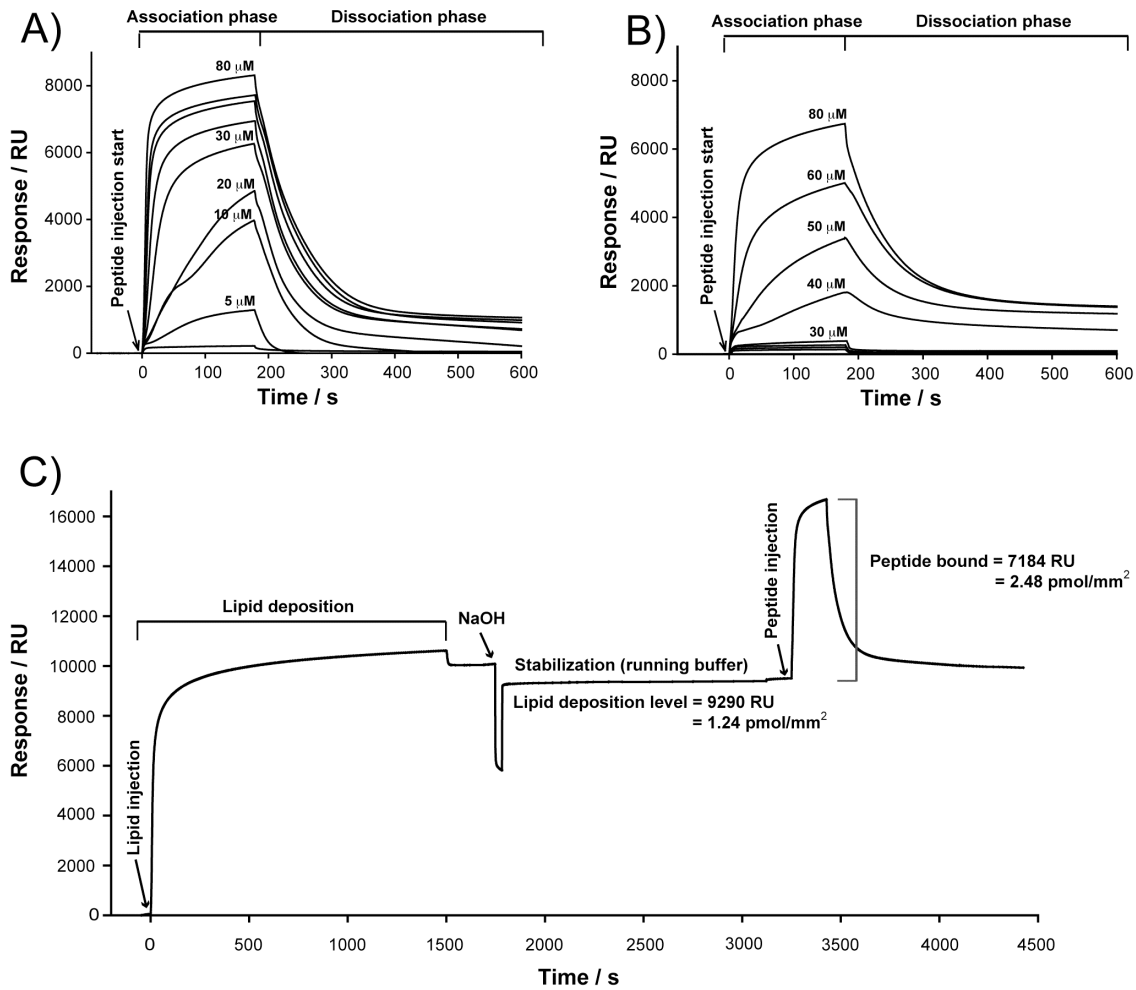 A)
Association phase
Dissociation phase
Response / RU
8000
6000
4000
2000
0
Peptide injection start
80 µM
30 µM
20 µM
10 µM
5 µM
0 100 200 300 400 500 600
Time / s
B)
Association phase
Dissociation phase
Response / RU
8000
6000
4000
2000
0
Peptide injection start
80 µM
60 µM
50 µM
40 µM
30 µM
0 100 200 300 400 500 600
Time / s
C)
Response / RU
16000
14000
12000
10000
8000
6000
4000
2000
0
Lipid injection
Lipid deposition
NaOH
Stabilization (running buffer)
Lipid deposition level = 9290 RU
= 1.24 pmol/mm²
Peptide injection
Peptide bound = 7184 RU
= 2.48 pmol/mm²
0 500 1000 1500 2000 2500 3000 3500 4000 4500
Time / s